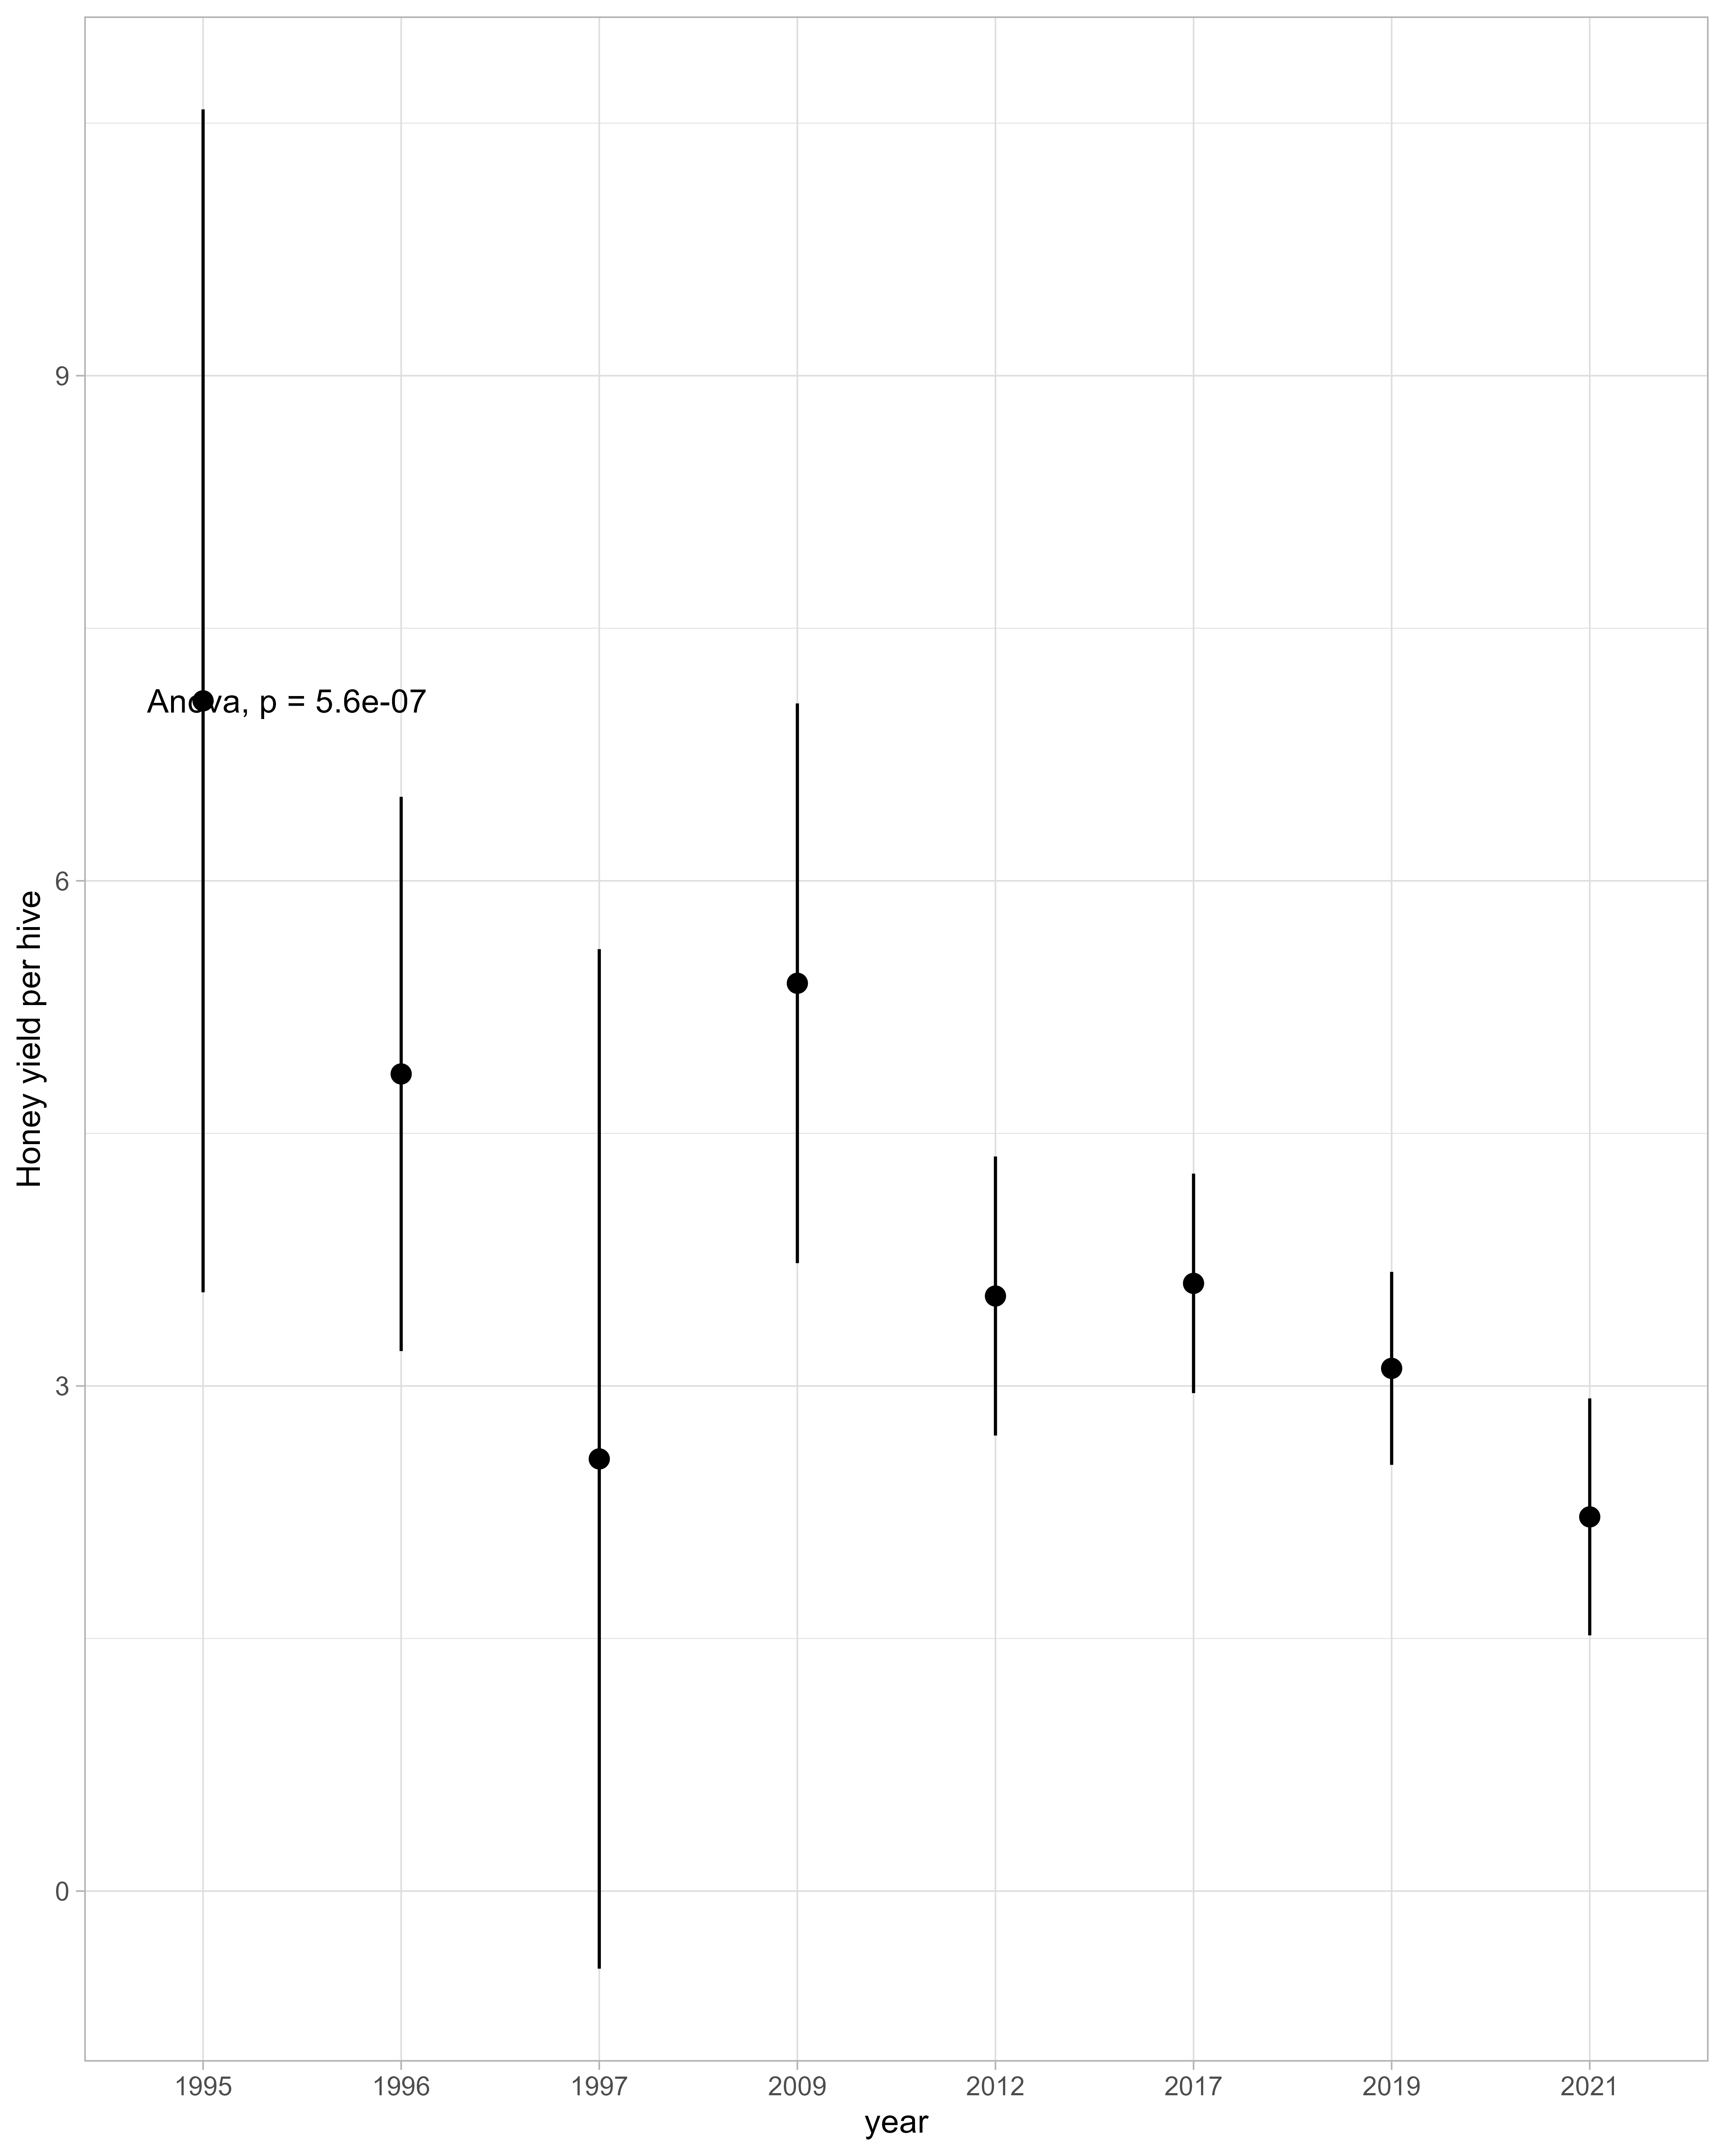 9
Anova, p = 5.6e-07
6
Honey yield per hive
3
0
1995 1996 1997 2009 2012 2017 2019 2021
year